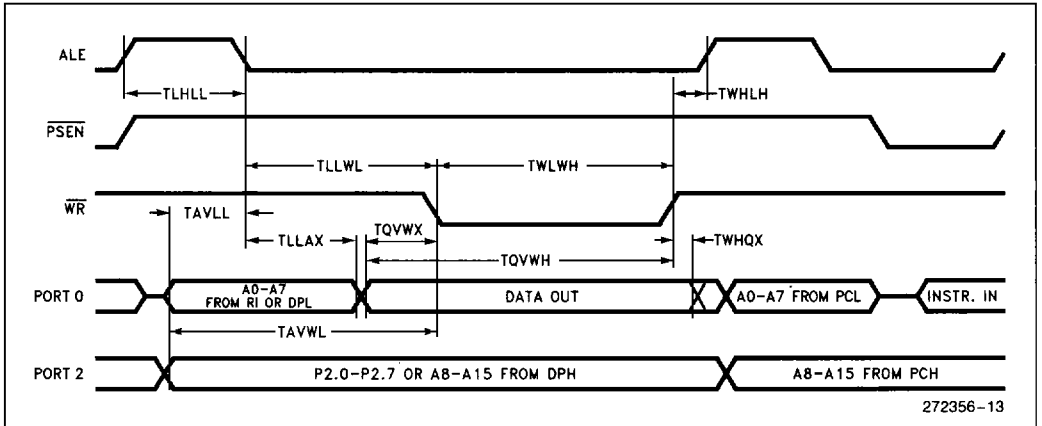 ALE
TLHLL
TWHLH
PSEN
TLLWL
TWLWH
WR
TAVLL
TLLAX
TQVWX
TWHQX
TQVWH
PORT 0
A0-A7
FROM RI OR DPL
DATA OUT
A0-A7 FROM PCL
INSTR. IN
TAVWL
PORT 2
P2.0-P2.7 OR A8-A15 FROM DPH
A8-A15 FROM PCH
272356-13